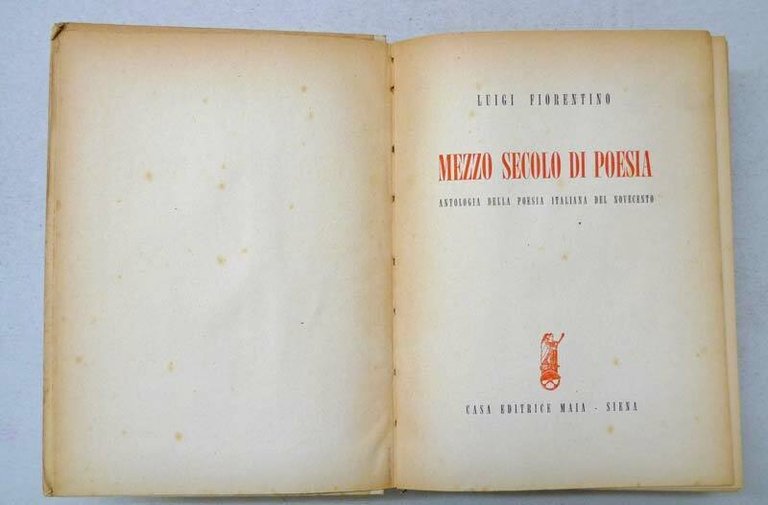 LUIGI FIORENTINO
MEZZO SECOLO DI POESIA
ANTOLOGIA DELLA POESIA ITALIANA DEL NOVECENTO
CASA EDITRICE MAIA - SIENA